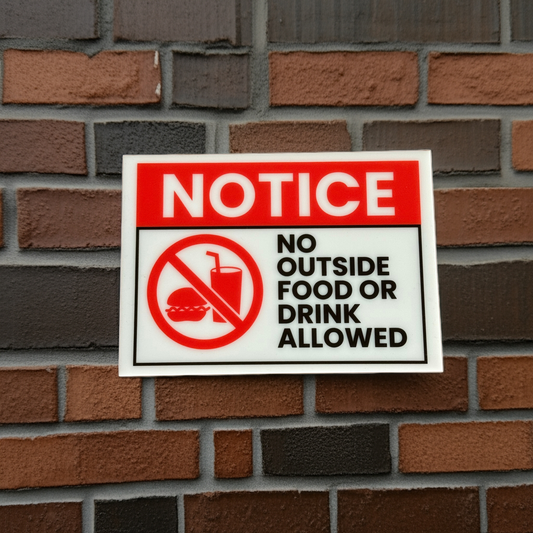 NOTICE
NO
OUTSIDE
FOOD OR
DRINK
ALLOWED